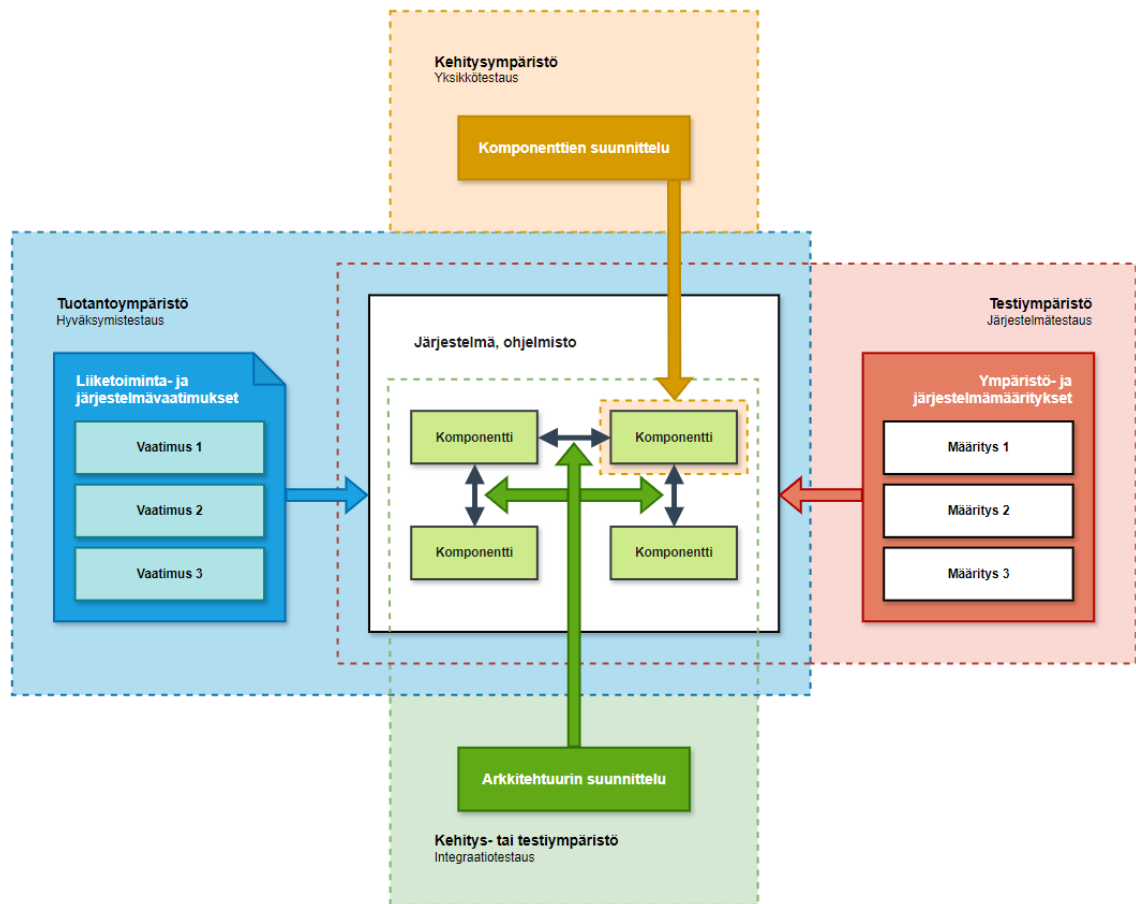 Kehitysympäristö
Yksikkötestaus
Komponenttien suunnittelu
Tuotantoympäristö
Hyväksymistestaus
Liiketoiminta- ja
järjestelmävaatimukset
Vaatimus 1
Vaatimus 2
Vaatimus 3
Järjestelmä, ohjelmisto
Komponentti
Komponentti
Komponentti
Komponentti
Testiympäristö
Järjestelmätestaus
Ympäristö- ja
järjestelmämääritykset
Määritys 1
Määritys 2
Määritys 3
Arkkitehtuurin suunnittelu
Kehitys- tai testiympäristö
Integraatiotestaus